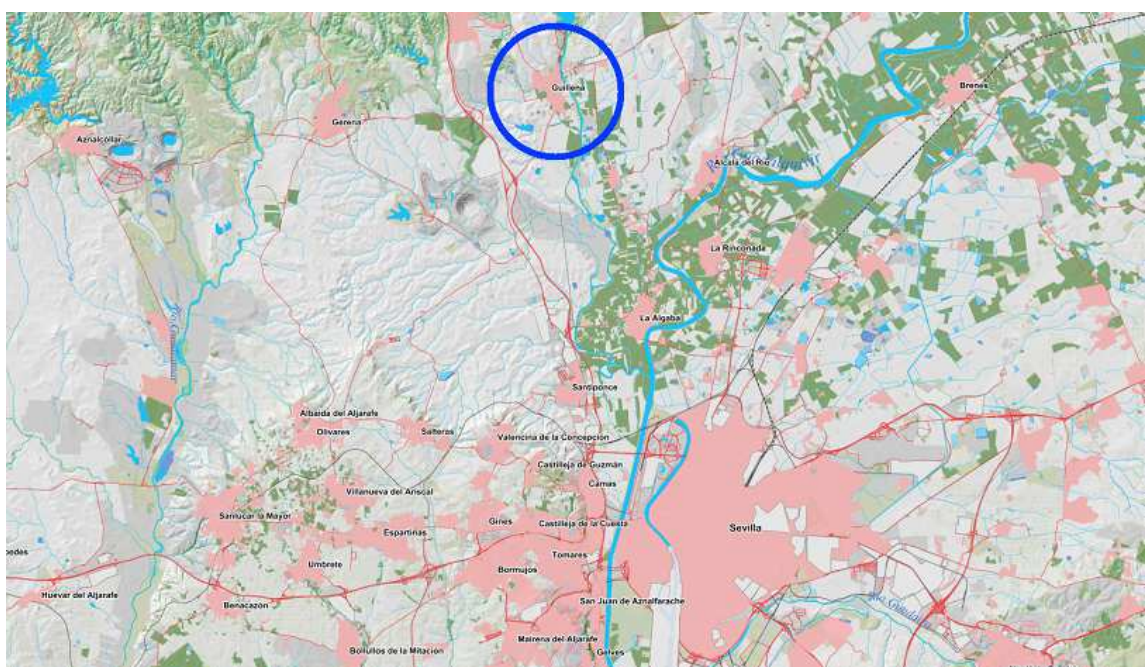 Guillena
Brenes
Gerena
Aznalcóllar
Alcalá del Río
La Rinconada
La Algaba
Santiponce
Albaida del Aljarafe
Olivares
Salteras
Valencina de la Concepción
Castilleja de Guzmán
Camas
Villanueva del Ariscal
Sanlúcar la Mayor
Gines
Castilleja de la Cuesta
Sevilla
Espartinas
Tomares
Umbrete
Bormujos
Huévar del Aljarafe
Benacazón
San Juan de Aznalfarache
Mairena del Aljarafe
Bollullos de la Mitación
Gelves